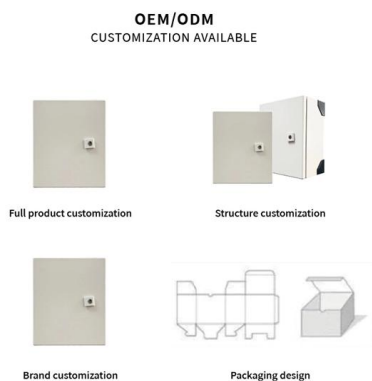 OEM/ODM
CUSTOMIZATION AVAILABLE
Full product customization
Structure customization
Brand customization
Packaging design